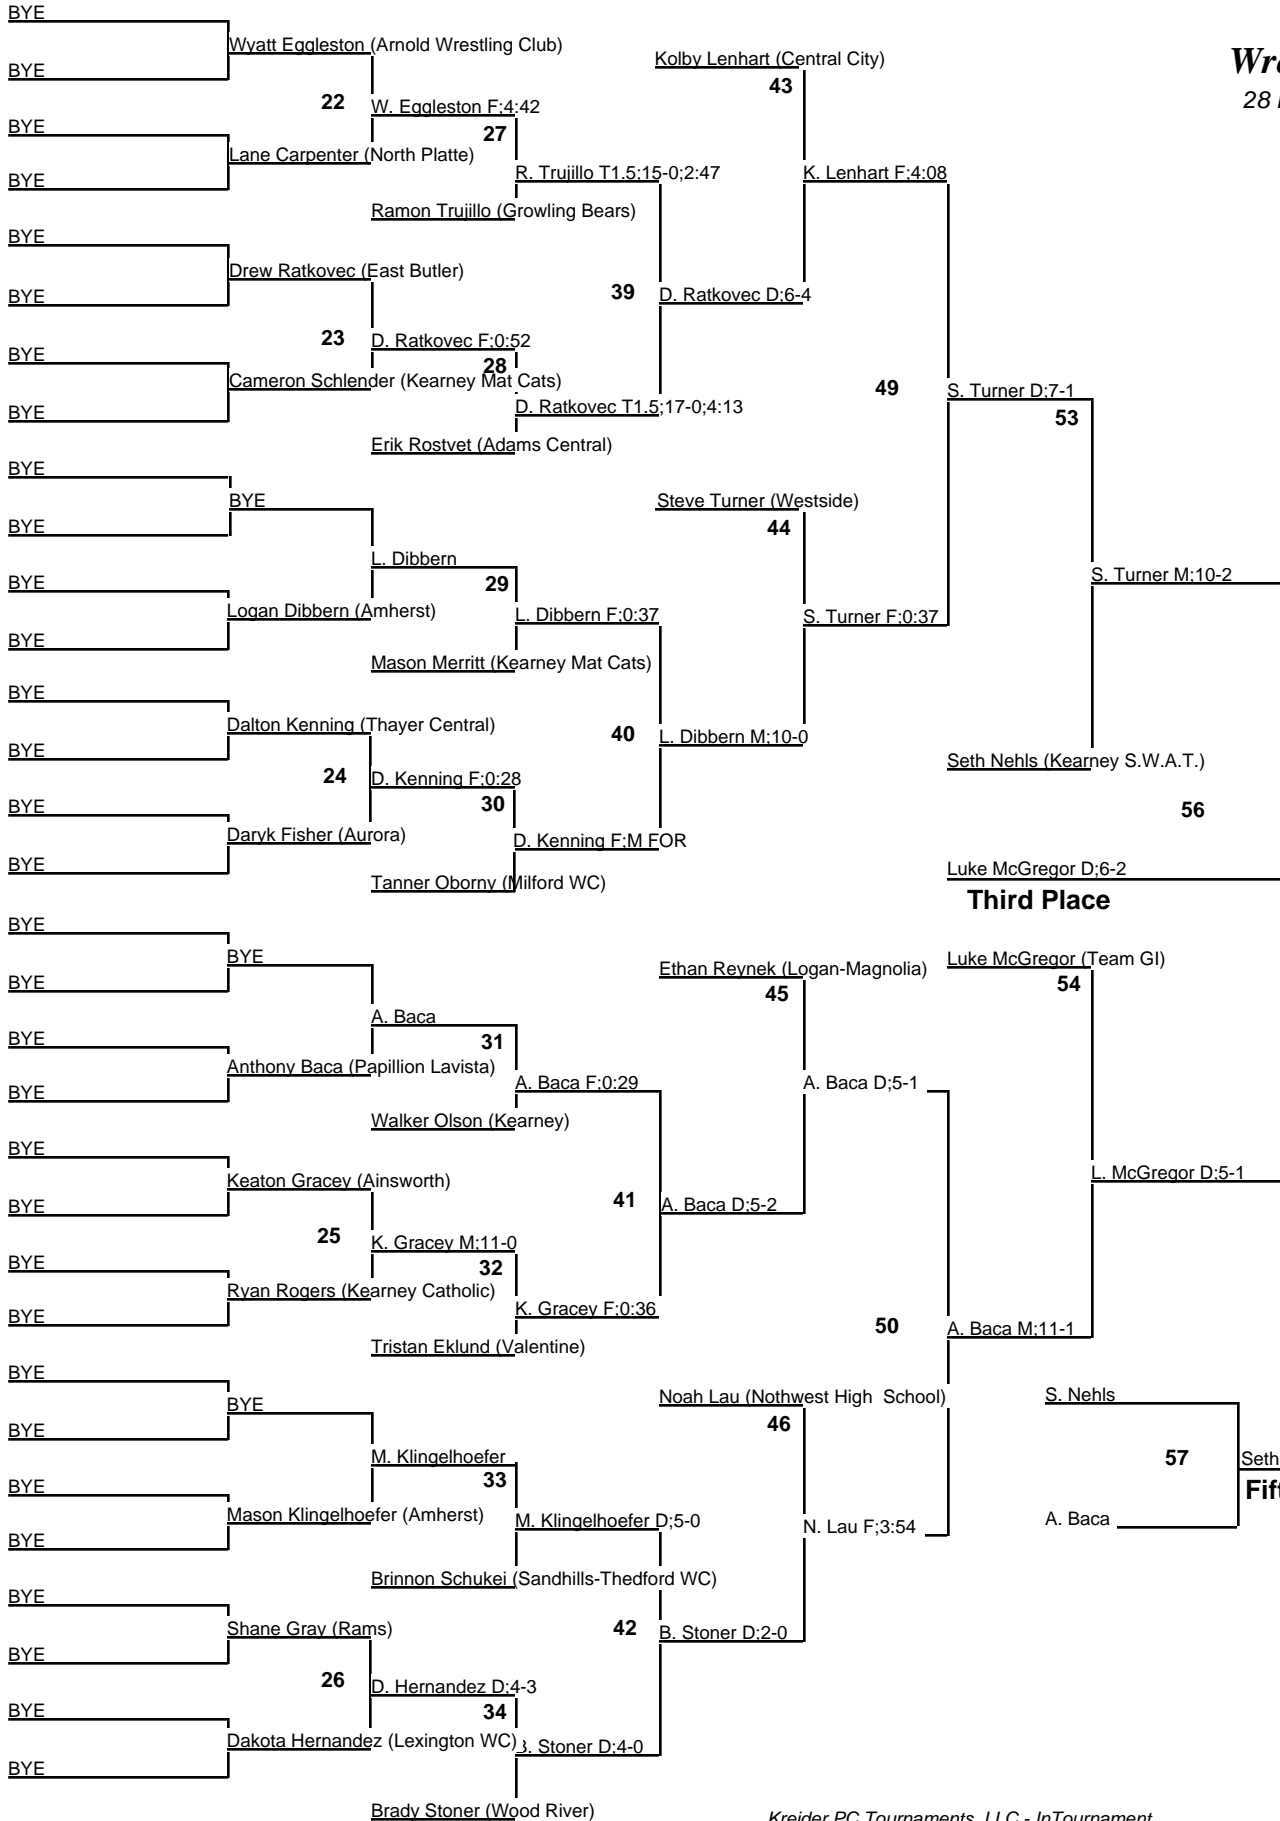 BYE
Wyatt Eggleston (Arnold Wrestling Club)
Kolby Lenhart (Central City)
BYE
43
28
22
W. Eggleston F;4:42
BYE
27
Lane Carpenter (North Platte)
BYE
R. Trujillo T1.5;15-0;2:47
K. Lenhart F;4:08
Ramon Trujillo (Growling Bears)
BYE
Drew Ratkovec (East Butler)
BYE
39
D. Ratkovec D;6-4
23
D. Ratkovec F;0:52
BYE
28
Cameron Schlender (Kearney Mat Cats)
49
S. Turner D;7-1
BYE
D. Ratkovec T1.5;17-0;4:13
53
Erik Rostvet (Adams Central)
BYE
BYE
Steve Turner (Westside)
BYE
44
L. Dibbern
BYE
29
S. Turner M;10-2
Logan Dibbern (Amherst)
L. Dibbern F;0:37
S. Turner F;0:37
BYE
Mason Merritt (Kearney Mat Cats)
BYE
Dalton Kenning (Thayer Central)
40
L. Dibbern M;10-0
BYE
Seth Nehls (Kearney S.W.A.T.)
24
D. Kenning F;0:28
BYE
30
56
Daryk Fisher (Aurora)
D. Kenning F;M FOR
BYE
Luke McGregor D;6-2
Tanner Oborny (Milford WC)
Third Place
BYE
BYE
Luke McGregor (Team GI)
Ethan Reynek (Logan-Magnolia)
BYE
45
54
A. Baca
BYE
31
Anthony Baca (Papillion Lavista)
A. Baca F;0:29
A. Baca D;5-1
BYE
Walker Olson (Kearney)
BYE
Keaton Gracey (Ainsworth)
L. McGregor D;5-1
BYE
41
A. Baca D;5-2
25
K. Gracey M;11-0
BYE
32
Ryan Rogers (Kearney Catholic)
K. Gracey F;0:36
BYE
50
A. Baca M;11-1
Tristan Eklund (Valentine)
BYE
BYE
Noah Lau (Nothwest High  School)
S. Nehls
BYE
46
M. Klingelhoefer
57
Seth
BYE
33
Fift
Mason Klingelhoefer (Amherst)
M. Klingelhoefer D;5-0
N. Lau F;3:54
A. Baca
BYE
Brinnon Schukei (Sandhills-Thedford WC)
BYE
Shane Gray (Rams)
42
B. Stoner D;2-0
BYE
26
D. Hernandez D;4-3
BYE
34
Dakota Hernandez (Lexington WC)
B. Stoner D;4-0
BYE
Brady Stoner (Wood River)
Kreider PC Tournaments, LLC - InTournament